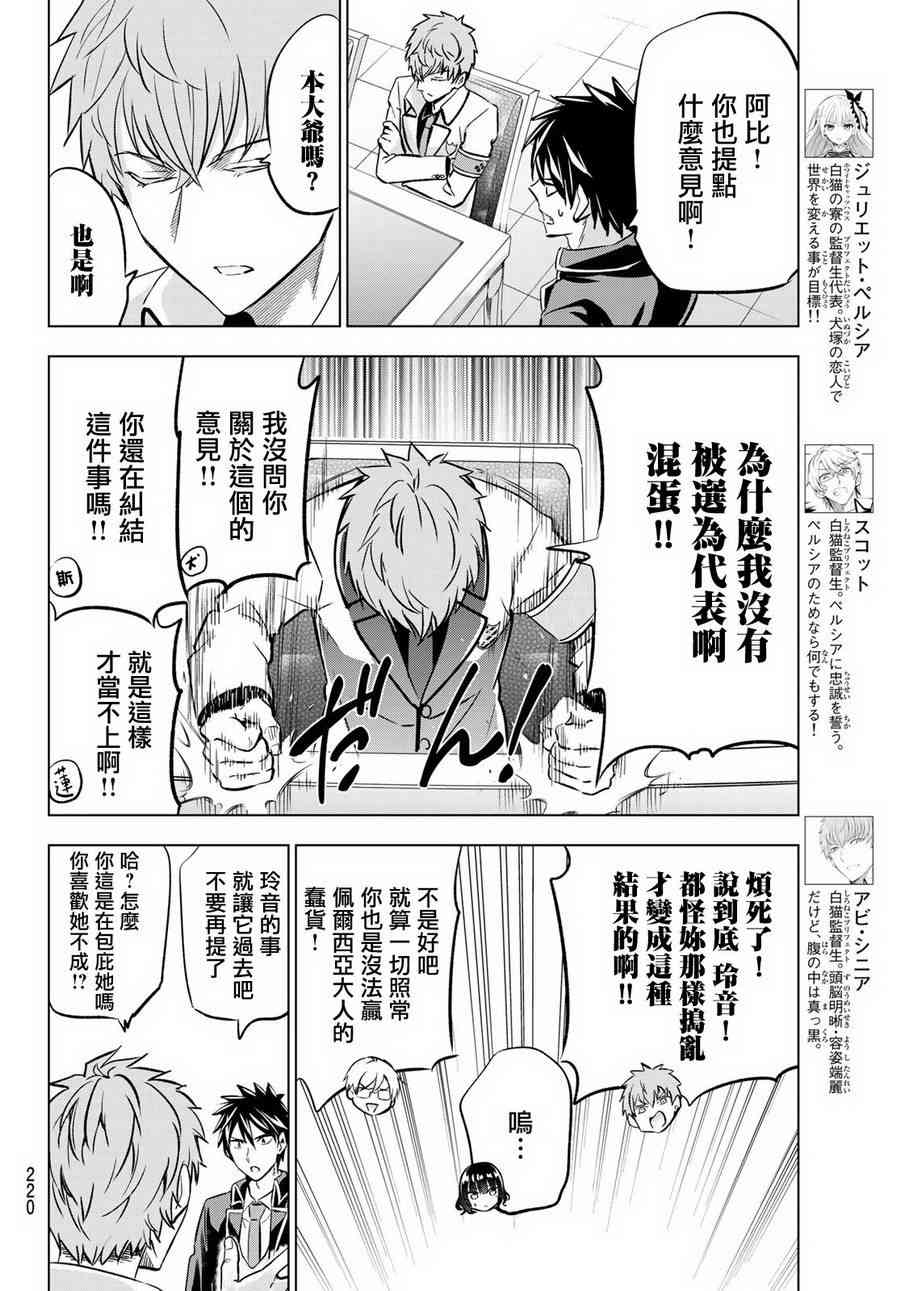 阿比！
你也提點
什麼意見啊！
本大爺嗎？
也是啊
為什麼我沒有
被選為代表啊
混蛋！！
我沒問你
關於這個的
意見！！
犬
你還在糾結
這件事嗎！！
斯
就是這樣
才當不上啊！！
蓮
だん！
煩死了！
說到底 玲音！
都怪妳那樣搗亂
才變成這種
結果的啊！！
嗚…
不是好吧
就算一切照常
你也是沒法贏
佩爾西亞大人的
蠢貨！
玲音的事
就讓它過去吧
不要再提了
哈？怎麼
你這是在包庇她嗎
你喜歡她不成！？
ジュリエット・ペルシア
白猫の寮の監督生代表。犬塚の恋人で
世界を変える事が目標！！
スコット
白猫監督生。ペルシアに忠誠を誓う。
ペルシアのためなら何でもする！
アビ・シニア
白猫監督生。頭脳明晰・容姿端麗
だけど、腹の中は真っ黒。
220